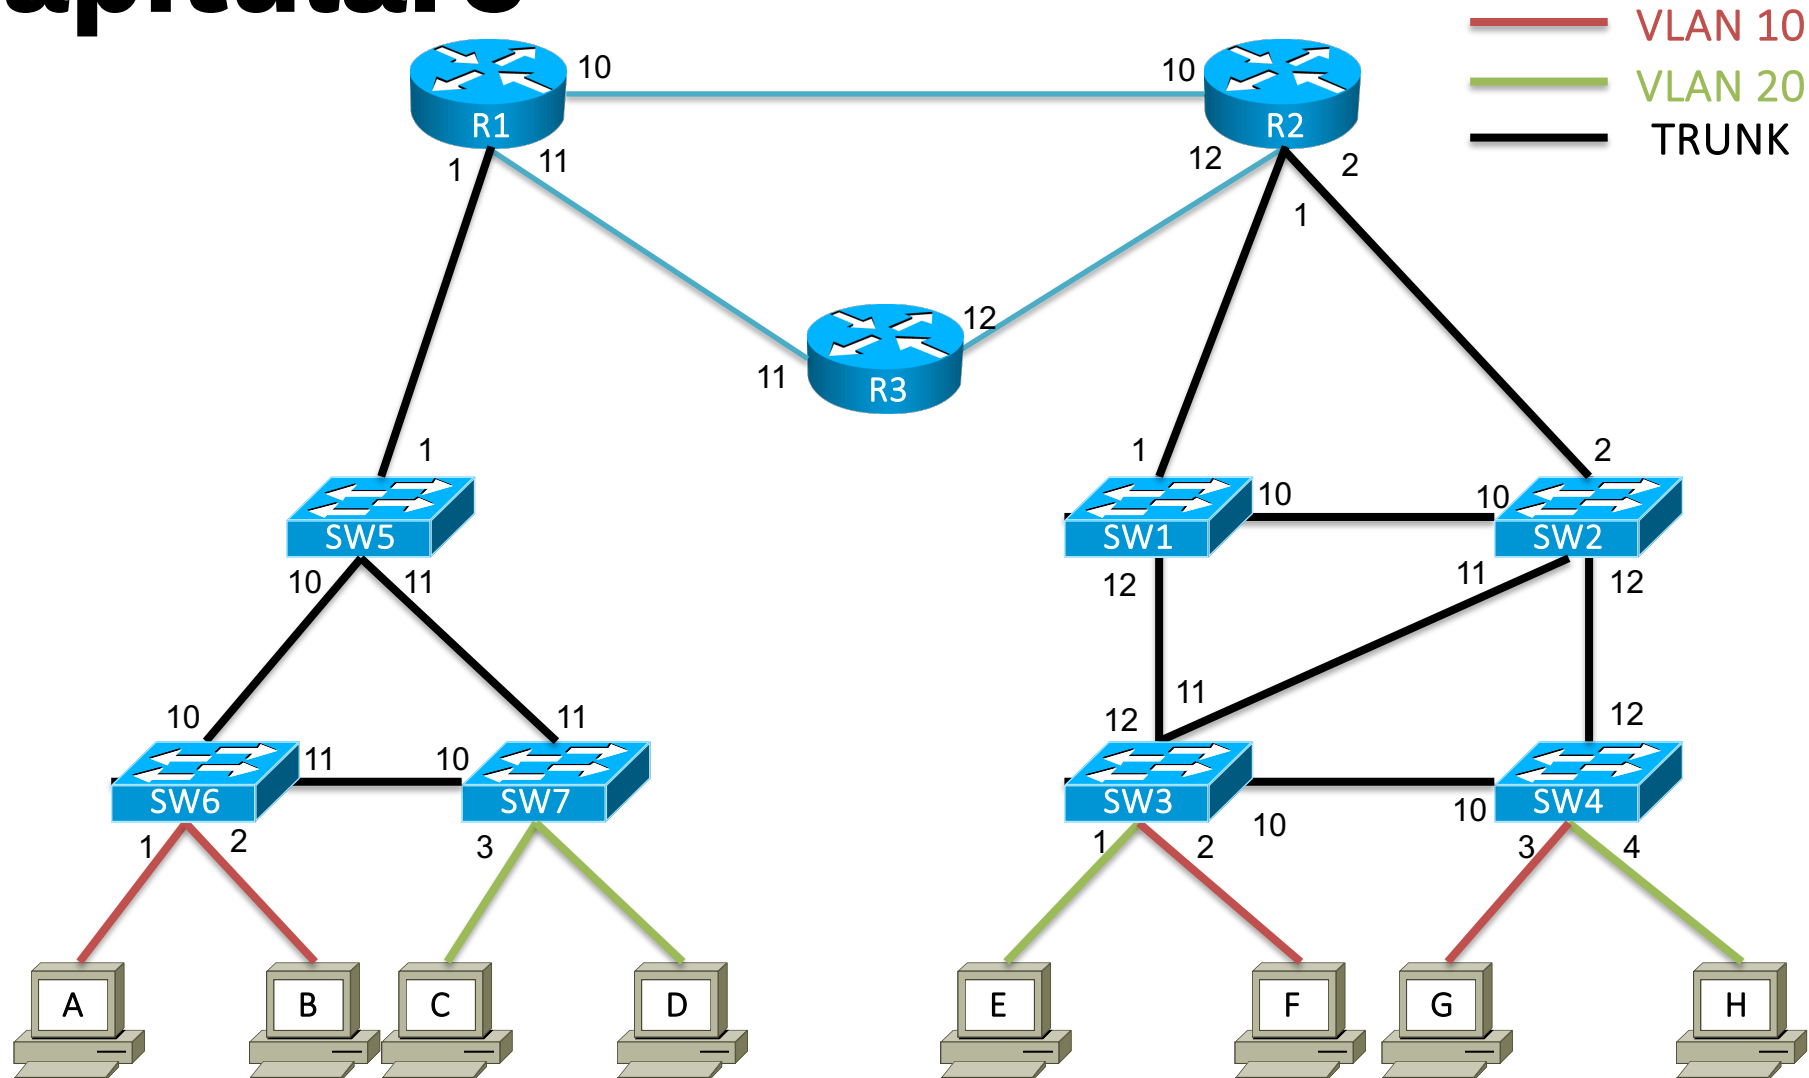 VLAN 10
VLAN 20
TRUNK
10 10
R1 R2
1 11 12 2
1
12
11 R3
1 1 2
10 10
SW5 SW1 SW2
10 11 12 11 12
11
10 11 12 12
11 10
SW6 SW7 SW3 SW4
10 10
1 2 3 1 2 3 4
A B C D E F G H